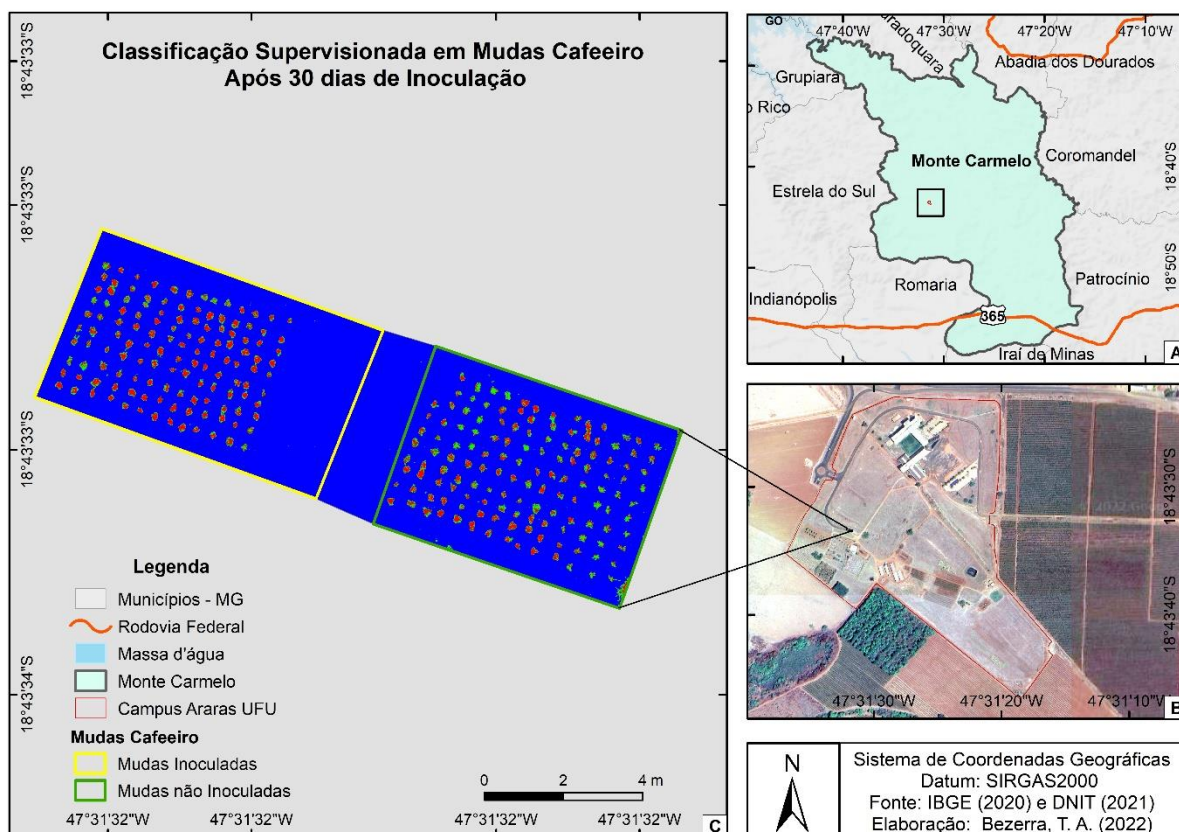 Classificação Supervisionada em Mudas Cafeeiro
Após 30 dias de Inoculação
18°43'33"S
18°43'33"S
18°43'33"S
18°43'34"S
Legenda
Municípios - MG
Rodovia Federal
Massa d'água
Monte Carmelo
Campus Araras UFU
Mudas Cafeeiro
Mudas Inoculadas
Mudas não Inoculadas
0 2 4 m
C
47°31'32"W 47°31'32"W 47°31'32"W 47°31'32"W
GO
47°40'W 47°30'W 47°20'W 47°10'W
Abadia dos Dourados
Grupiara
o Rico
Monte Carmelo
Coromandel
Estrela do Sul
18°40'S
18°50'S
Romaria
Patrocínio
Indianópolis
365
Iraí de Minas
A
18°43'30"S
18°43'40"S
47°31'30"W 47°31'20"W 47°31'10"W
B
N
Sistema de Coordenadas Geográficas
Datum: SIRGAS2000
Fonte: IBGE (2020) e DNIT (2021)
Elaboração: Bezerra, T. A. (2022)